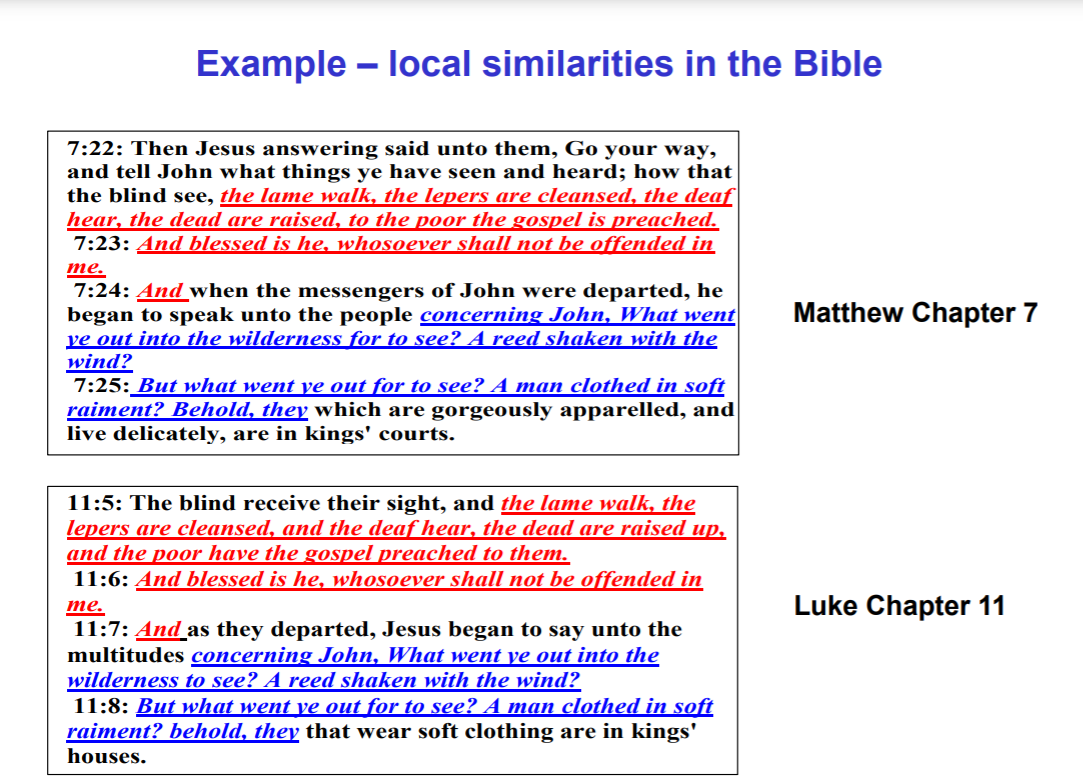 Example – local similarities in the Bible
7:22: Then Jesus answering said unto them, Go your way,
and tell John what things ye have seen and heard; how that
the blind see, the lame walk, the lepers are cleansed, the deaf
hear, the dead are raised, to the poor the gospel is preached.
7:23: And blessed is he, whosoever shall not be offended in
me.
7:24: And when the messengers of John were departed, he
began to speak unto the people concerning John, What went
ye out into the wilderness for to see? A reed shaken with the
wind?
7:25: But what went ye out for to see? A man clothed in soft
raiment? Behold, they which are gorgeously apparelled, and
live delicately, are in kings' courts.
Matthew Chapter 7
11:5: The blind receive their sight, and the lame walk, the
lepers are cleansed, and the deaf hear, the dead are raised up,
and the poor have the gospel preached to them.
11:6: And blessed is he, whosoever shall not be offended in
me.
11:7: And as they departed, Jesus began to say unto the
multitudes concerning John, What went ye out into the
wilderness to see? A reed shaken with the wind?
11:8: But what went ye out for to see? A man clothed in soft
raiment? behold, they that wear soft clothing are in kings'
houses.
Luke Chapter 11